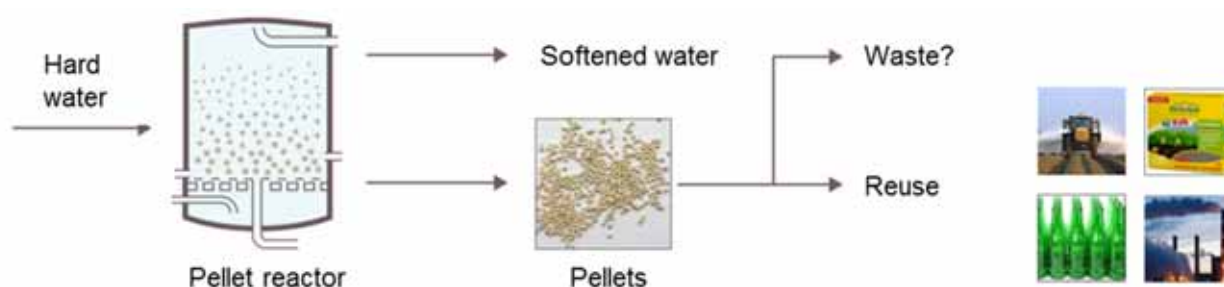 Hard
water
Softened water
Waste?
Reuse
Pellet reactor
Pellets